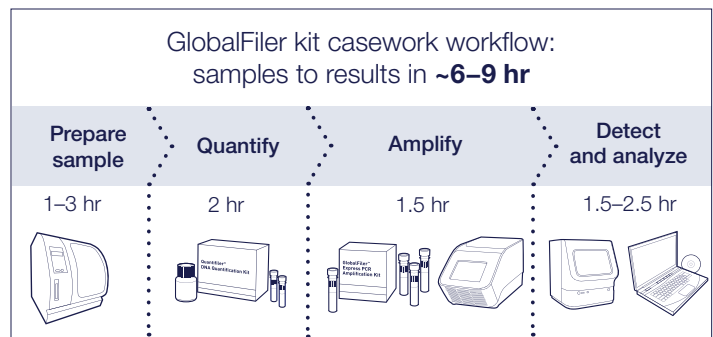 GlobalFiler kit casework workflow:
samples to results in ~6–9 hr
Prepare
sample
Quantify
Amplify
Detect
and analyze
1–3 hr
2 hr
1.5 hr
1.5–2.5 hr
Quantifiler™
DNA Quantification Kit
GlobalFiler™
Express PCR
Amplification Kit